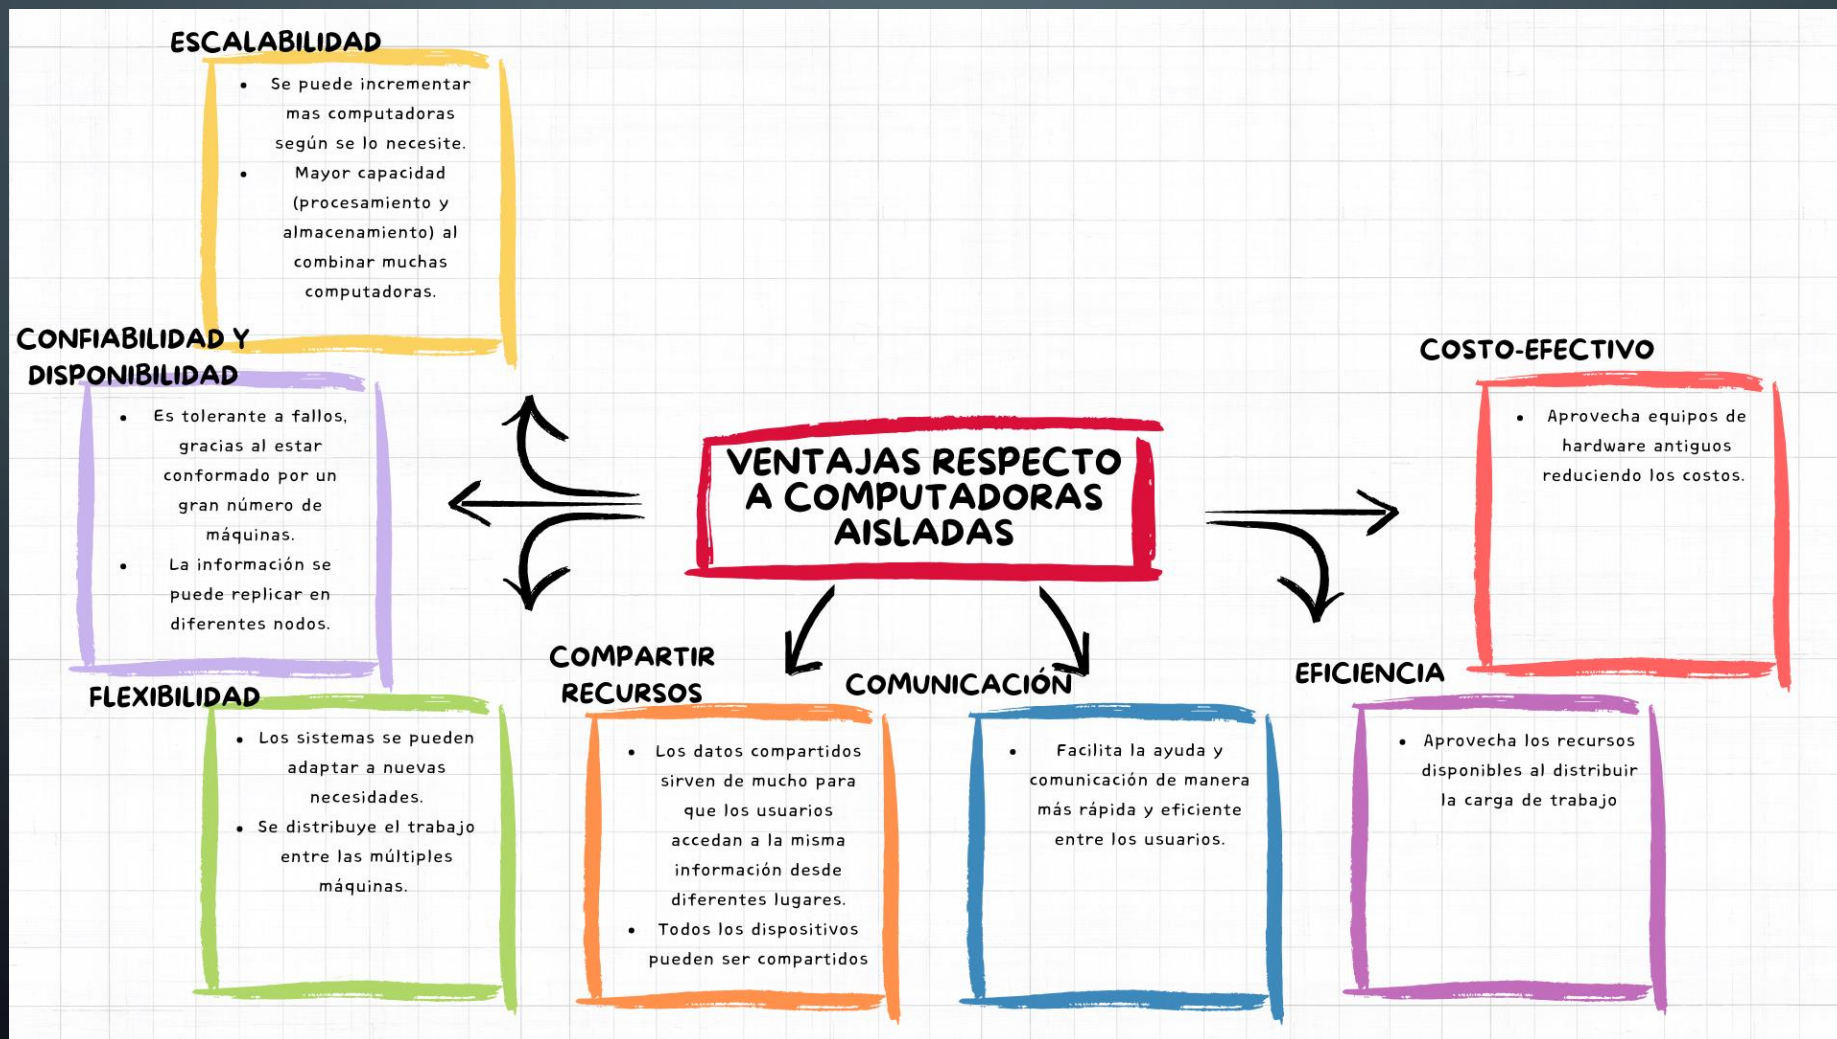 ESCALABILIDAD
• Se puede incrementar
mas computadoras
según se lo necesite.
• Mayor capacidad
(procesamiento y
almacenamiento) al
combinar muchas
computadoras.
CONFIABILIDAD Y
DISPONIBILIDAD
• Es tolerante a fallos,
gracias al estar
conformado por un
gran número de
máquinas.
• La información se
puede replicar en
diferentes nodos.
FLEXIBILIDAD
• Los sistemas se pueden
adaptar a nuevas
necesidades.
• Se distribuye el trabajo
entre las múltiples
máquinas.
VENTAJAS RESPECTO
A COMPUTADORAS
AISLADAS
COMPARTIR
RECURSOS
• Los datos compartidos
sirven de mucho para
que los usuarios
accedan a la misma
información desde
diferentes lugares.
• Todos los dispositivos
pueden ser compartidos
COMUNICACIÓN
• Facilita la ayuda y
comunicación de manera
más rápida y eficiente
entre los usuarios.
COSTO-EFECTIVO
• Aprovecha equipos de
hardware antiguos
reduciendo los costos.
EFICIENCIA
• Aprovecha los recursos
disponibles al distribuir
la carga de trabajo